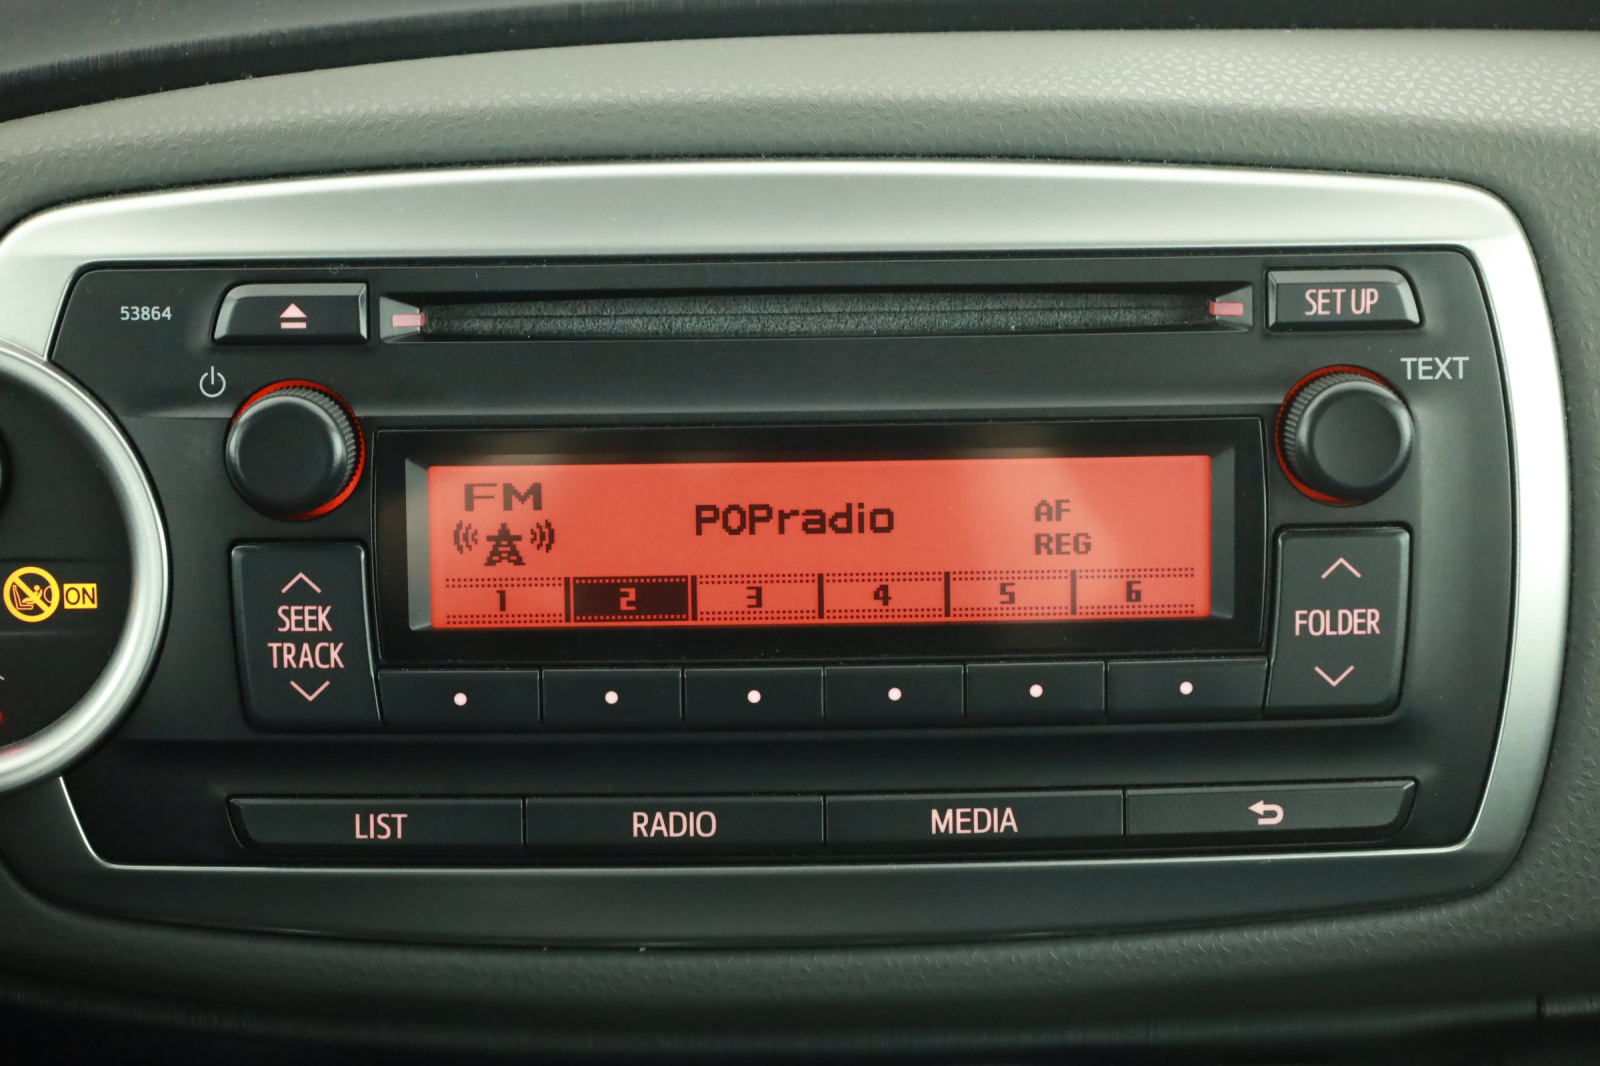 53864
SET UP
TEXT
FM
POPradio
AF
REG
1 2 3 4 5 6
ON
SEEK
TRACK
FOLDER
LIST RADIO MEDIA